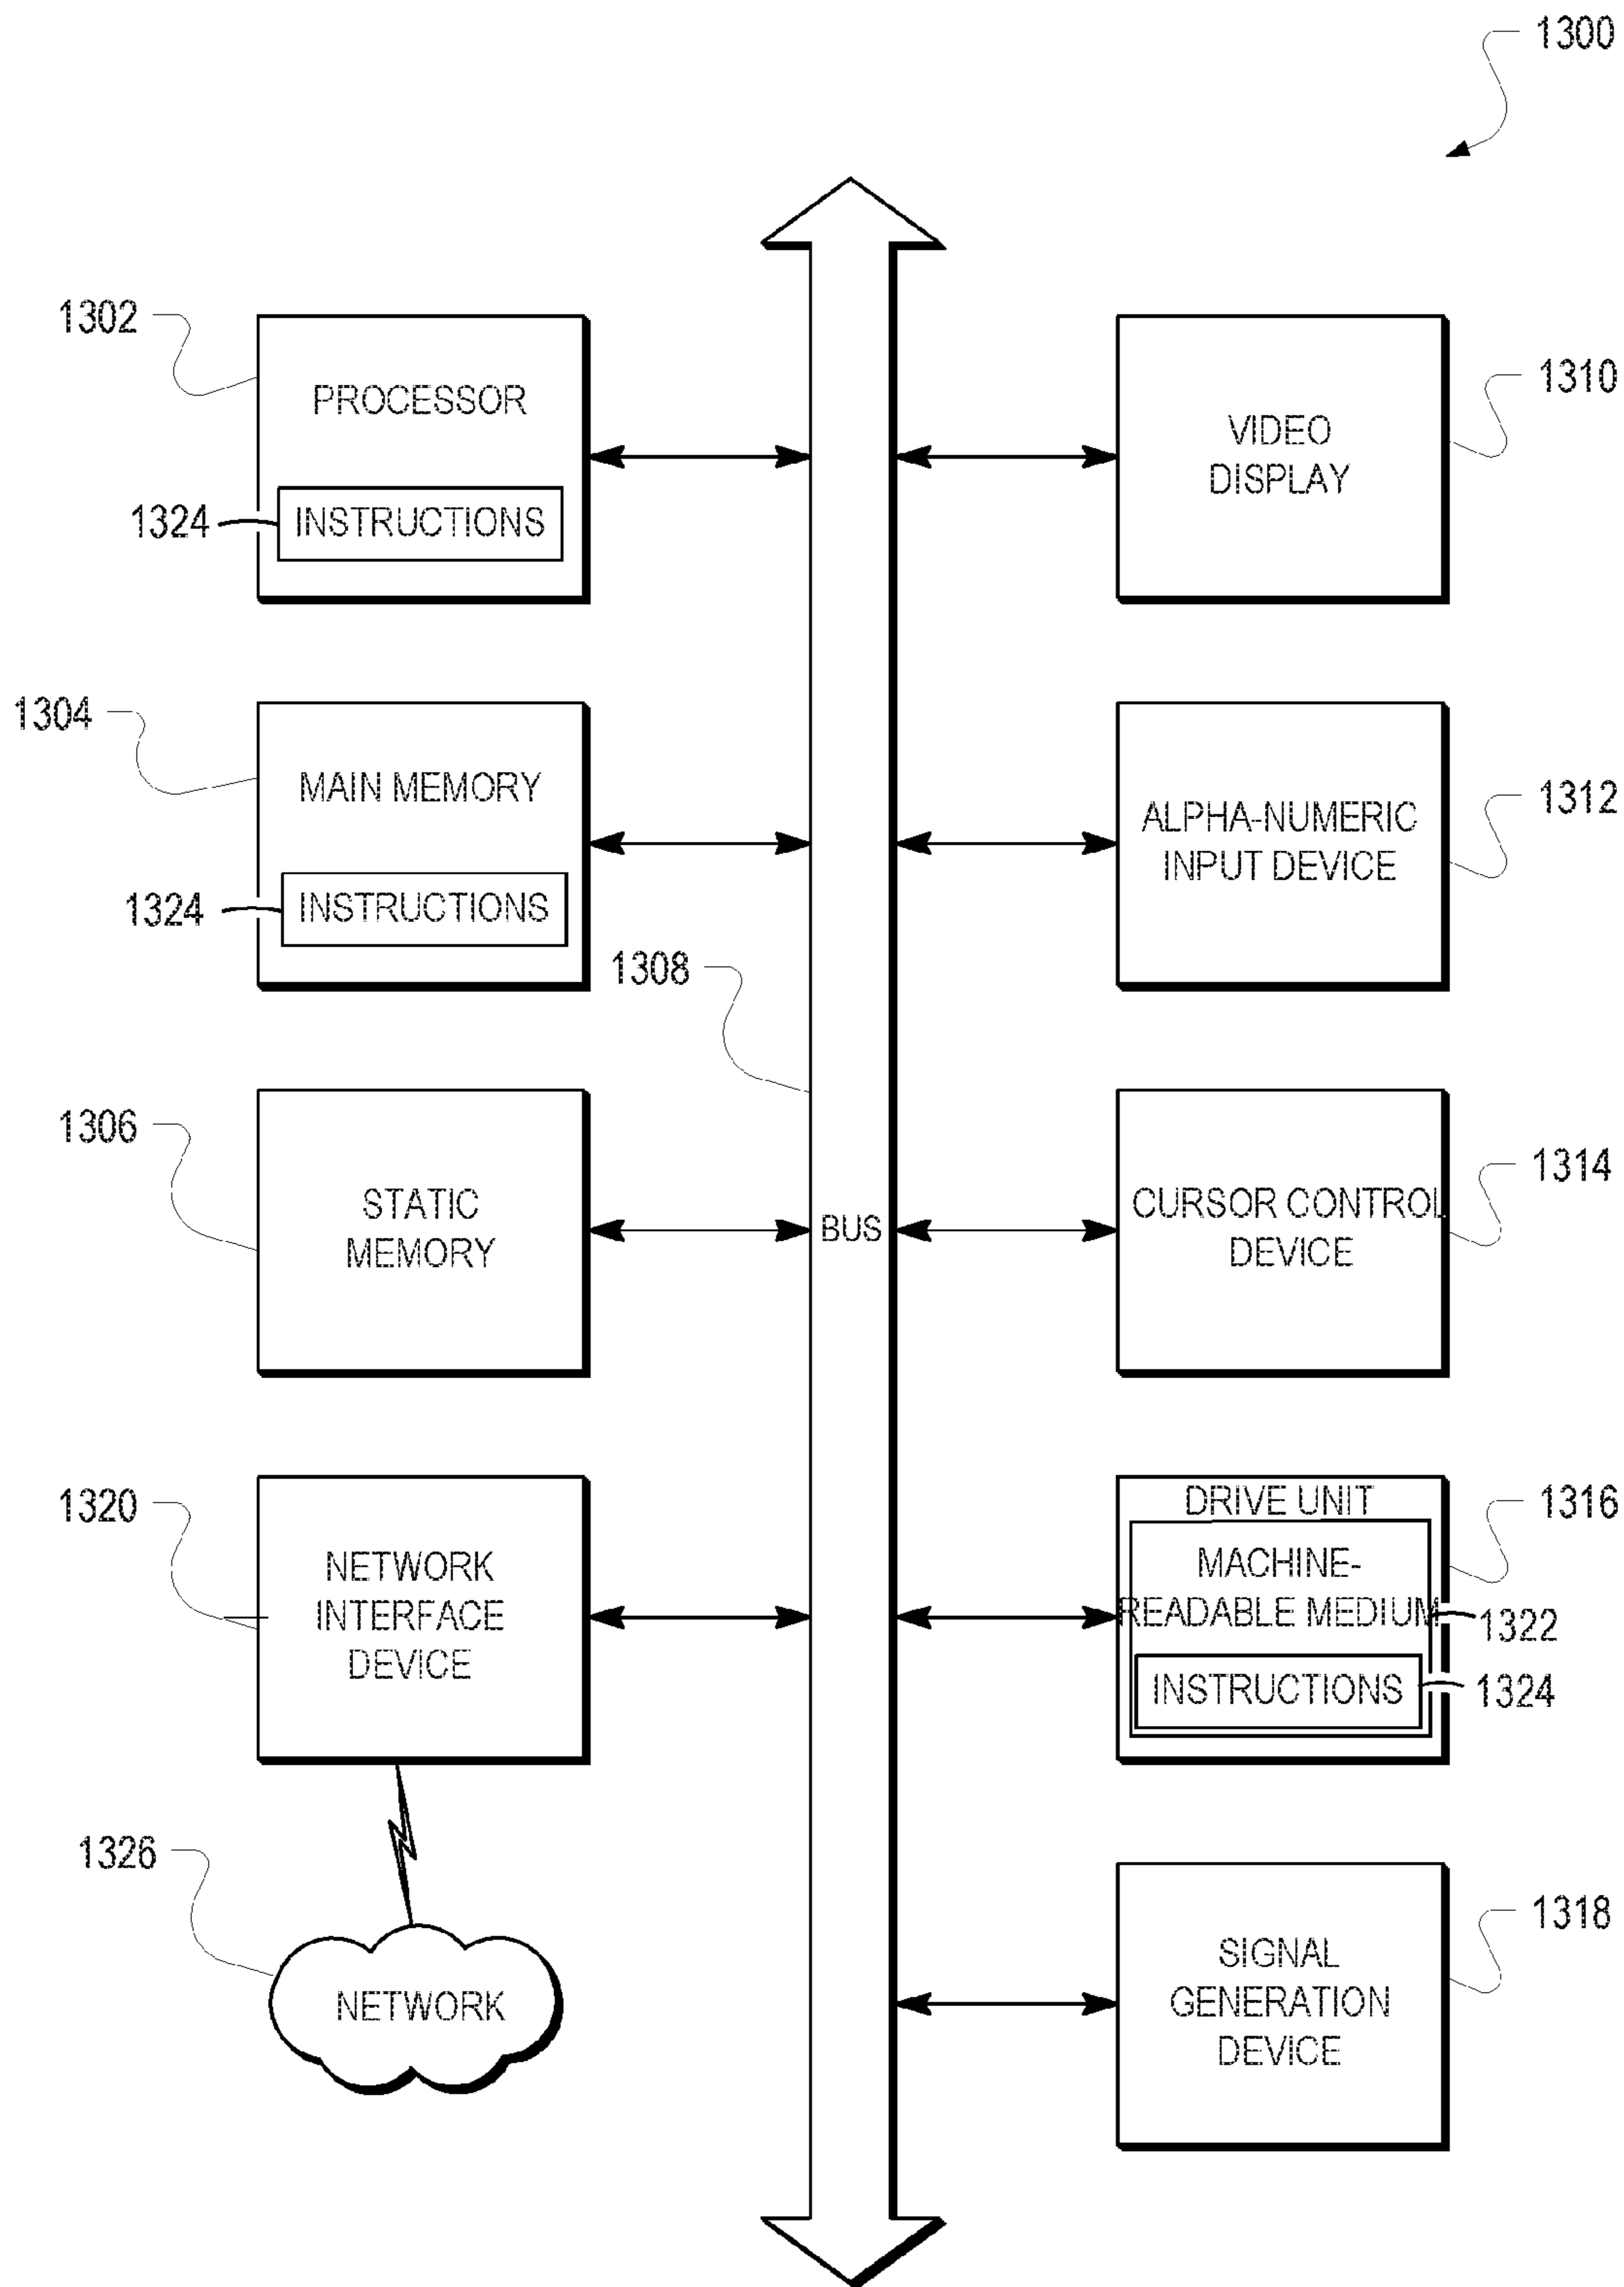 1300
1302
PROCESSOR
1324
INSTRUCTIONS
1310
VIDEO
DISPLAY
1304
MAIN MEMORY
1324
INSTRUCTIONS
1312
ALPHA-NUMERIC
INPUT DEVICE
1308
BUS
1306
STATIC
MEMORY
1314
CURSOR CONTROL
DEVICE
1320
NETWORK
INTERFACE
DEVICE
1316
DRIVE UNIT
MACHINE-
READABLE MEDIUM
1322
INSTRUCTIONS
1324
1326
NETWORK
1318
SIGNAL
GENERATION
DEVICE